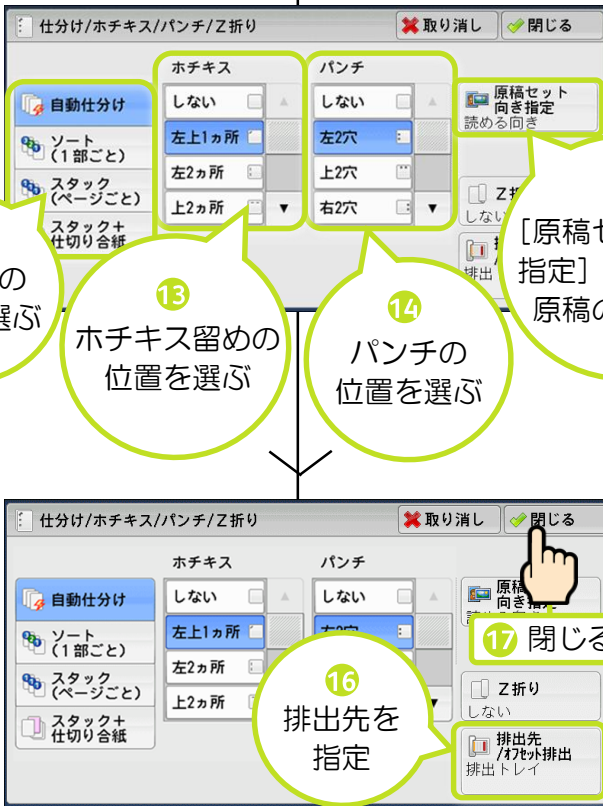 仕分け/ホチキス/パンチ/Z折り
取り消し
閉じる
自動仕分け
ソート
(1部ごと)
スタック
(ページごと)
スタック+
仕切り合紙
ホチキス
しない
左上1ヵ所
左2ヵ所
上2ヵ所
パンチ
しない
左2穴
上2穴
右2穴
原稿セット
向き指定
読める向き
Z折
しない
排出
の
選ぶ
13
ホチキス留めの
位置を選ぶ
14
パンチの
位置を選ぶ
[原稿セ
指定]
原稿の
仕分け/ホチキス/パンチ/Z折り
取り消し
閉じる
自動仕分け
ソート
(1部ごと)
スタック
(ページごと)
スタック+
仕切り合紙
ホチキス
しない
左上1ヵ所
左2ヵ所
上2ヵ所
パンチ
しない
原稿
向き指定
17 閉じる
Z折り
しない
排出先
/オフセット排出
排出トレイ
16
排出先を
指定